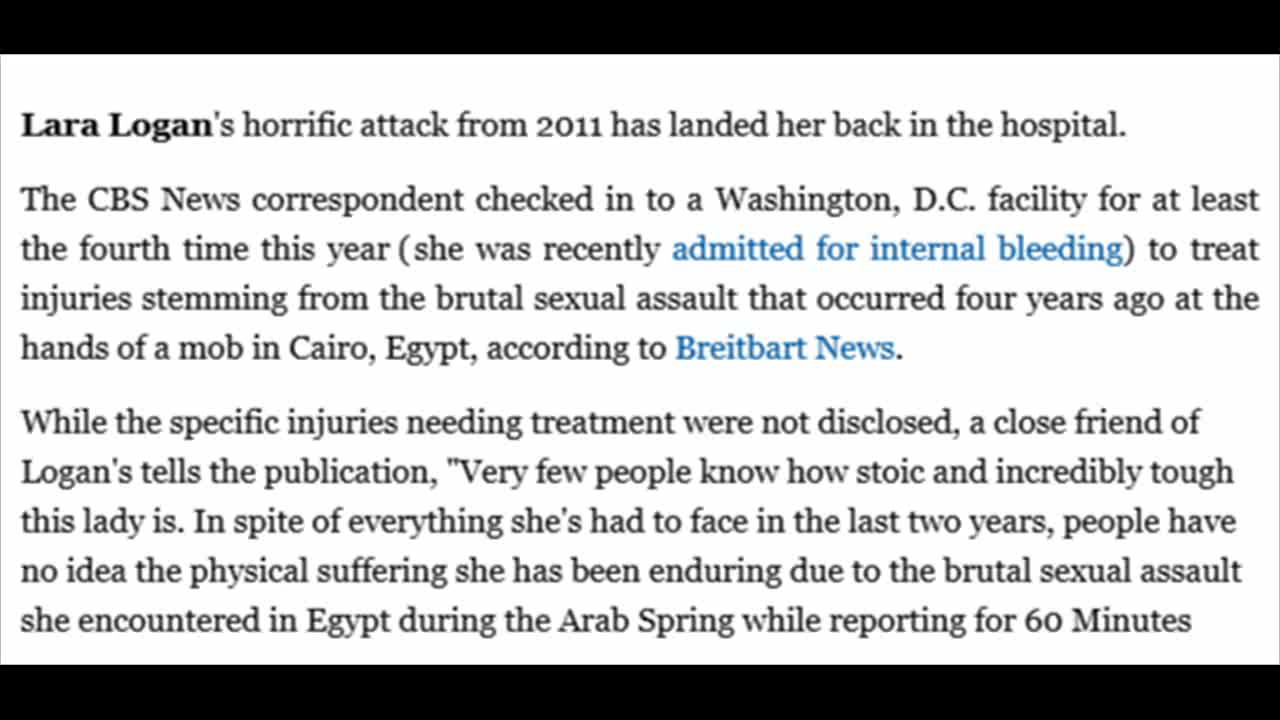 Lara Logan's horrific attack from 2011 has landed her back in the hospital.
The CBS News correspondent checked in to a Washington, D.C. facility for at least
the fourth time this year (she was recently admitted for internal bleeding) to treat
injuries stemming from the brutal sexual assault that occurred four years ago at the
hands of a mob in Cairo, Egypt, according to Breitbart News.
While the specific injuries needing treatment were not disclosed, a close friend of
Logan's tells the publication, "Very few people know how stoic and incredibly tough
this lady is. In spite of everything she's had to face in the last two years, people have
no idea the physical suffering she has been enduring due to the brutal sexual assault
she encountered in Egypt during the Arab Spring while reporting for 60 Minutes